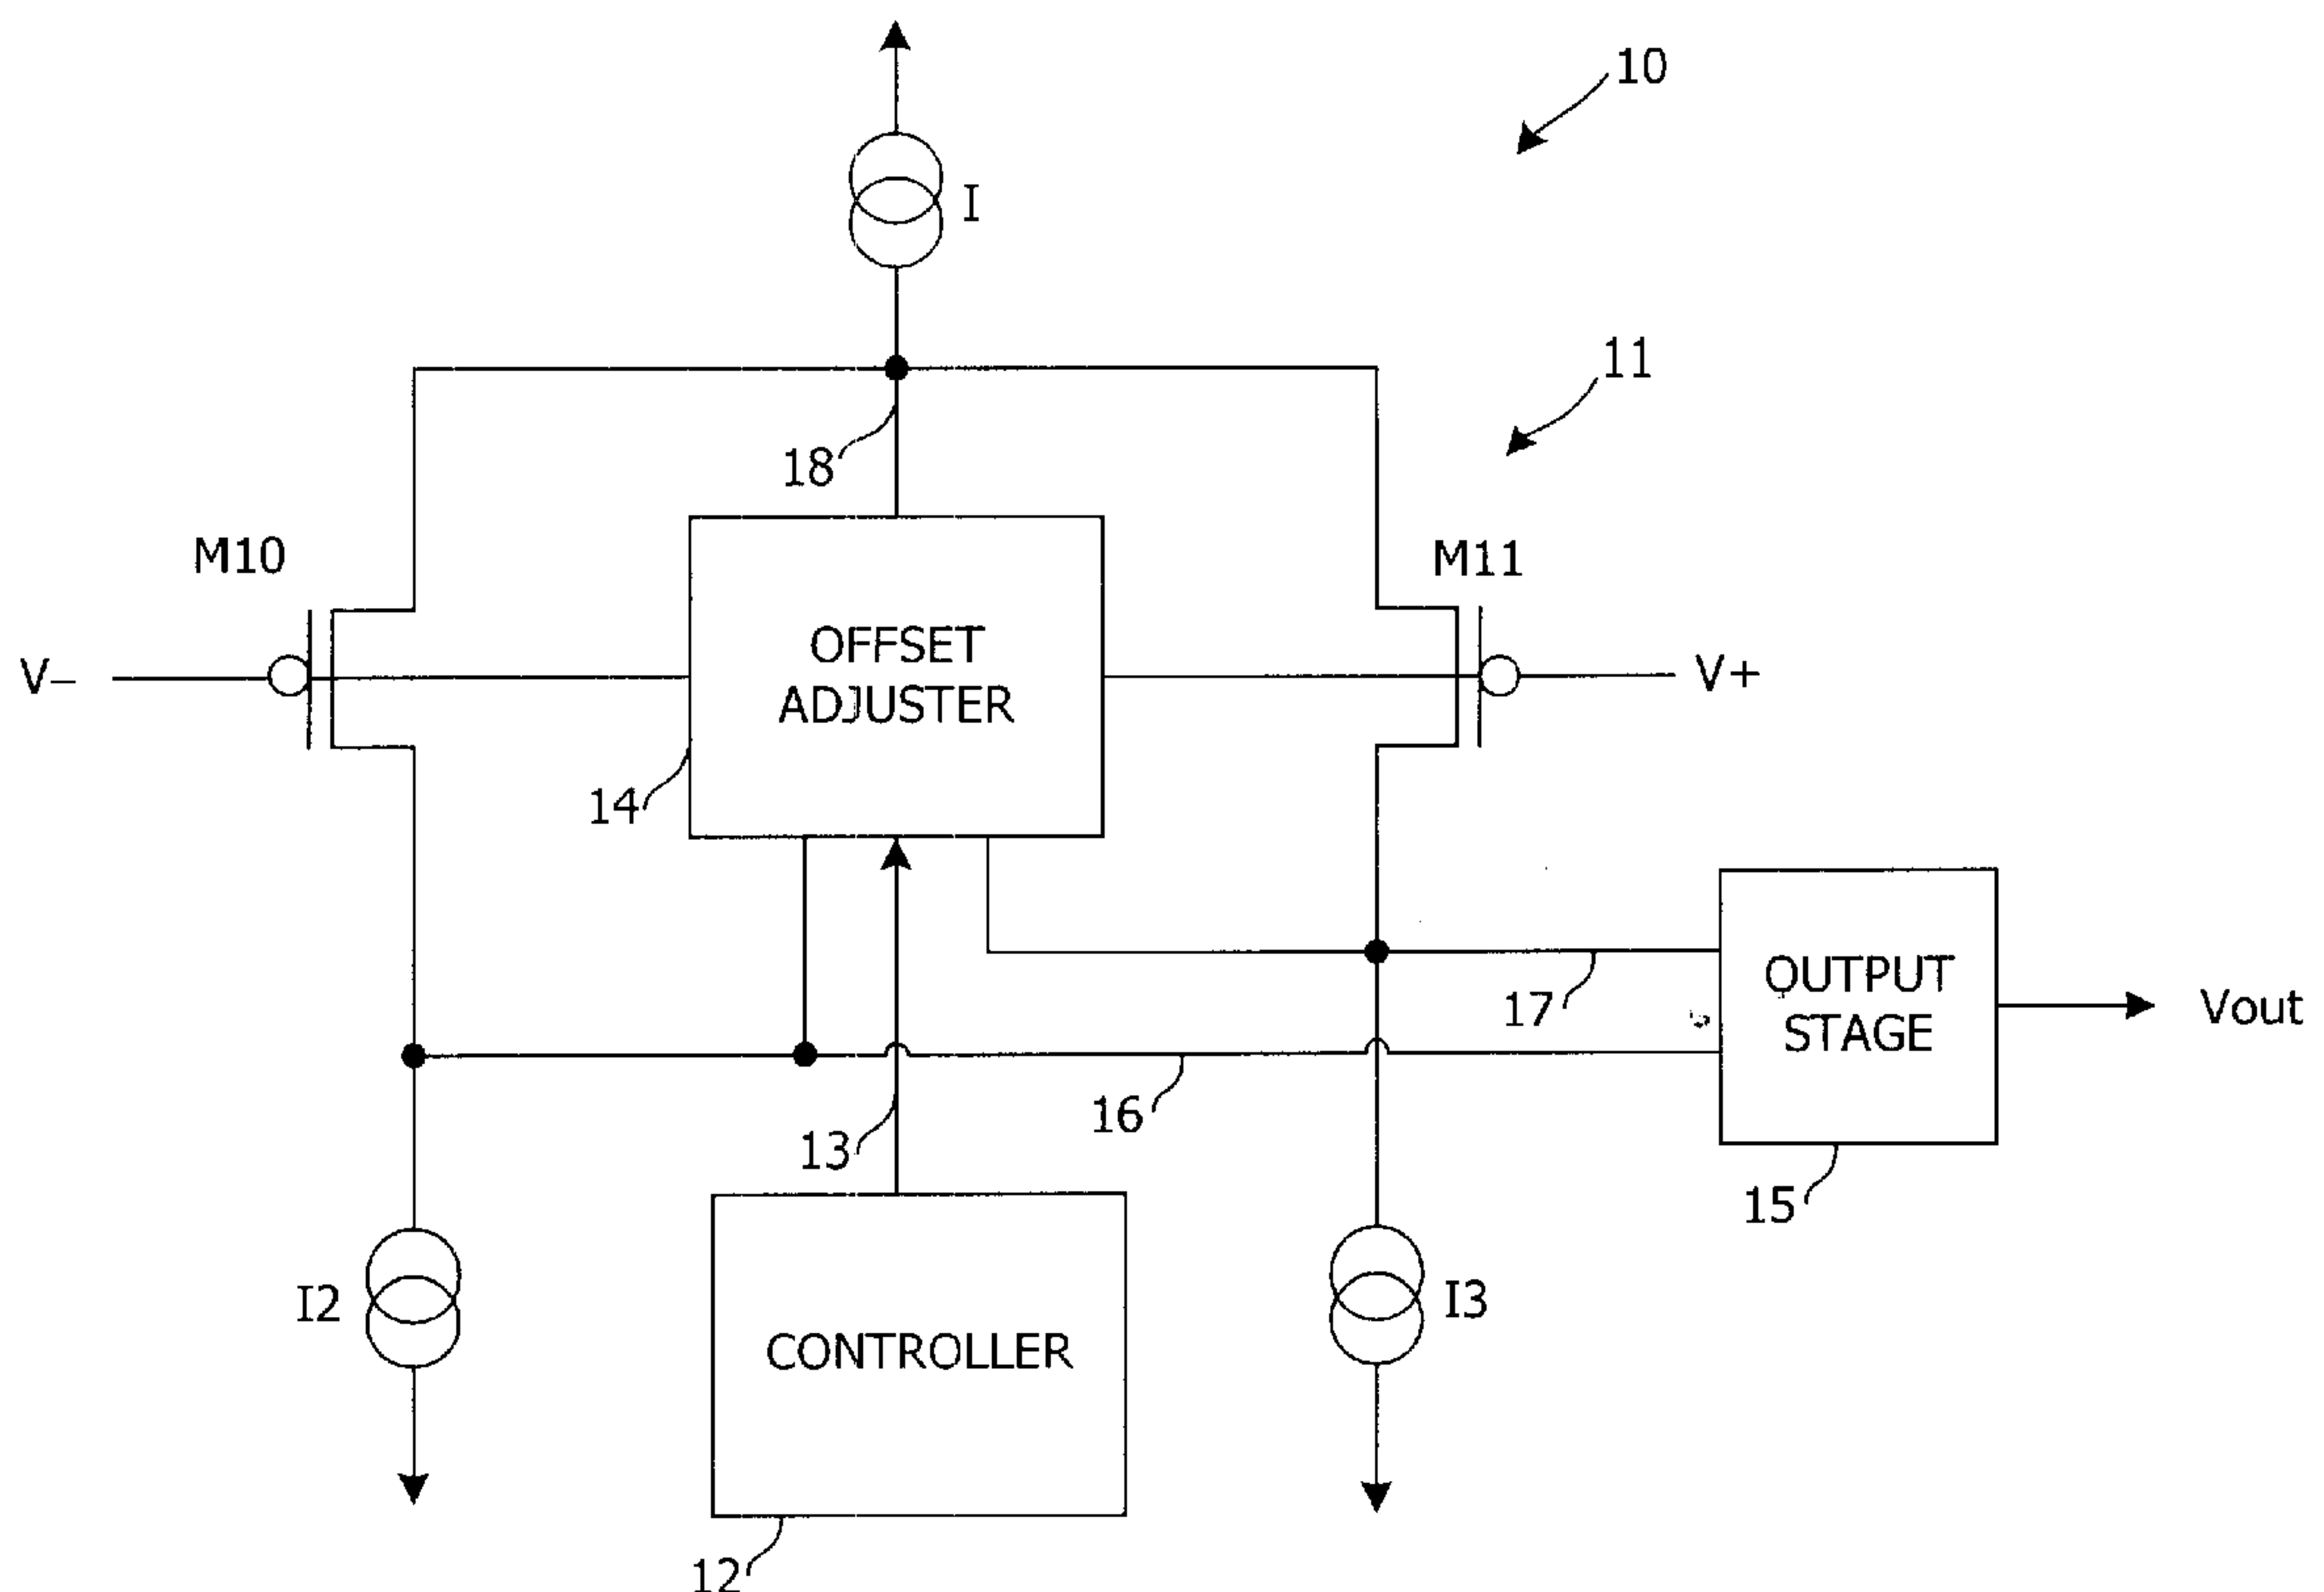 10
I
11
18
M10
M11
OFFSET
ADJUSTER
V–
V+
14
OUTPUT
STAGE
17
Vout
16
13
15
I2
I3
CONTROLLER
12